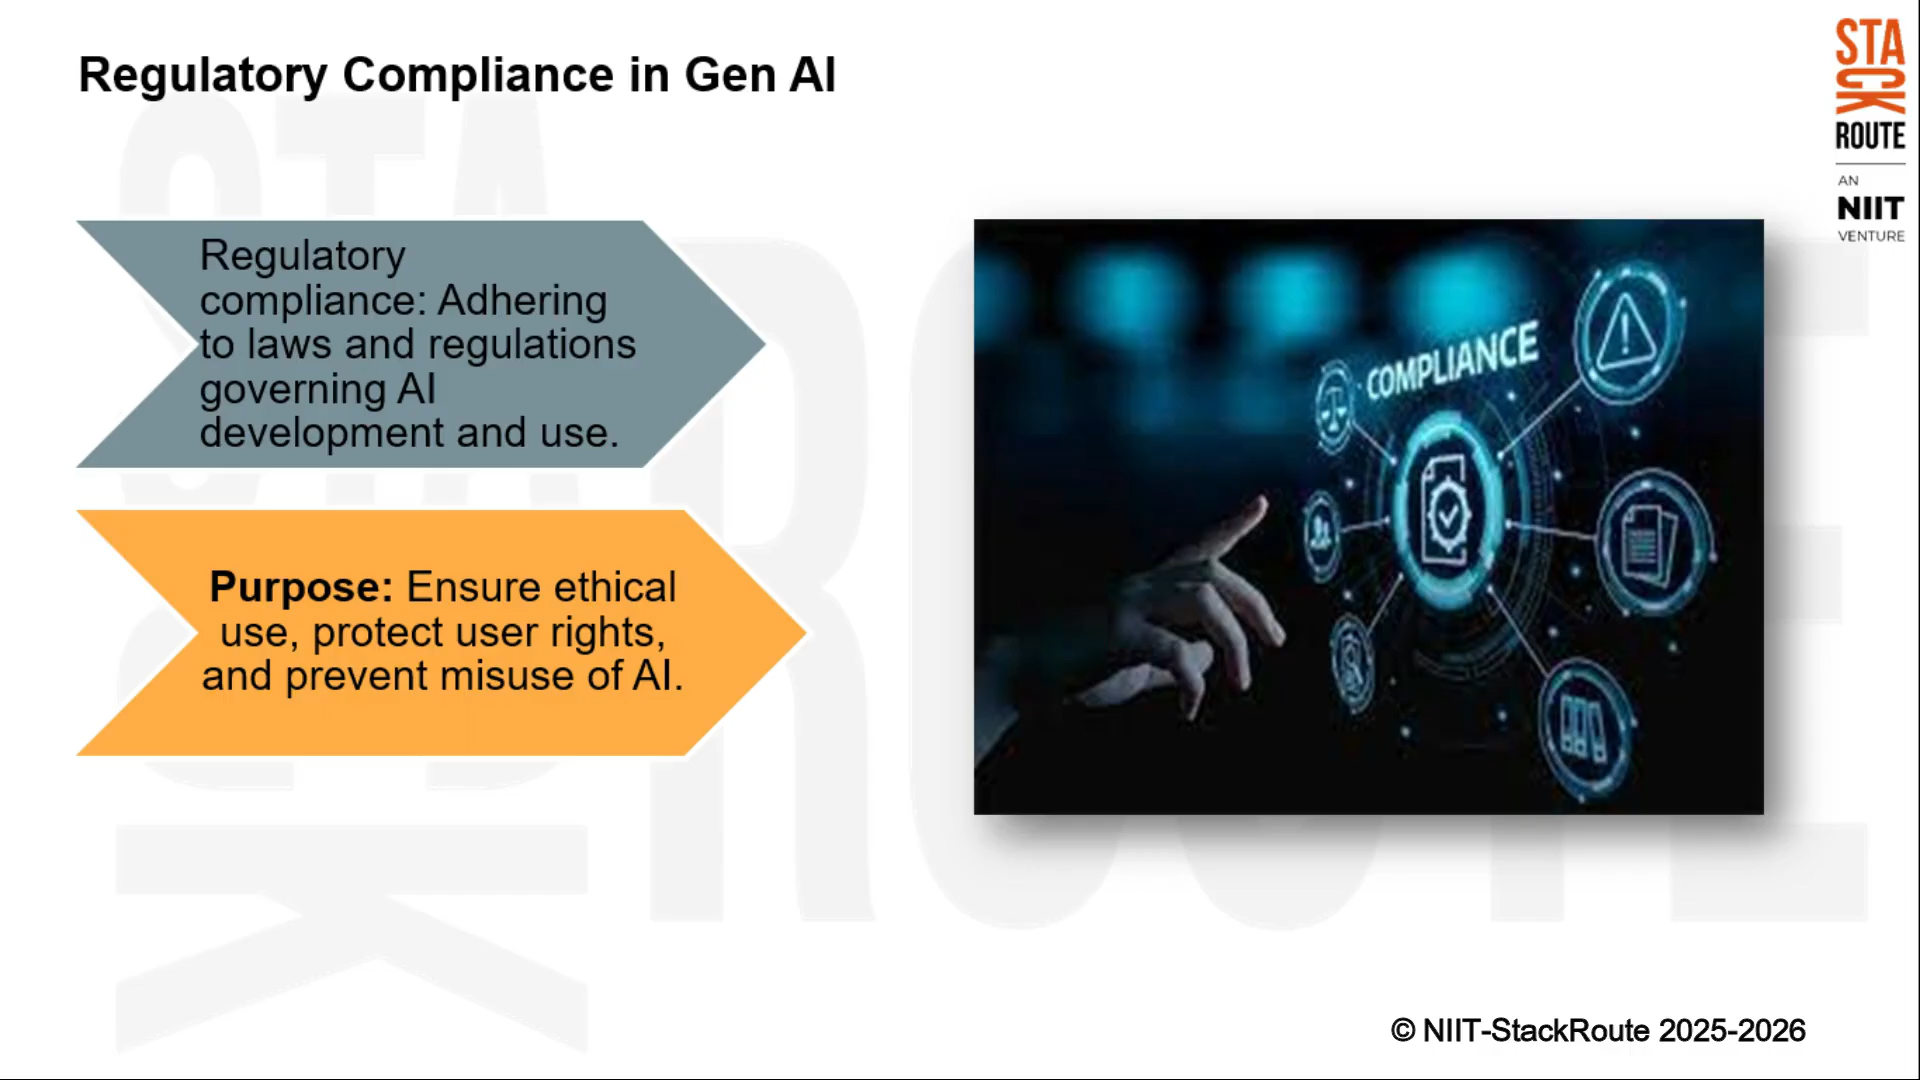 Regulatory Compliance in Gen AI
STA
CK
ROUTE
AN
NIIT
VENTURE
Regulatory
compliance: Adhering
to laws and regulations
governing AI
development and use.
Purpose: Ensure ethical
use, protect user rights,
and prevent misuse of AI.
COMPLIANCE
© NIIT-StackRoute 2025-2026